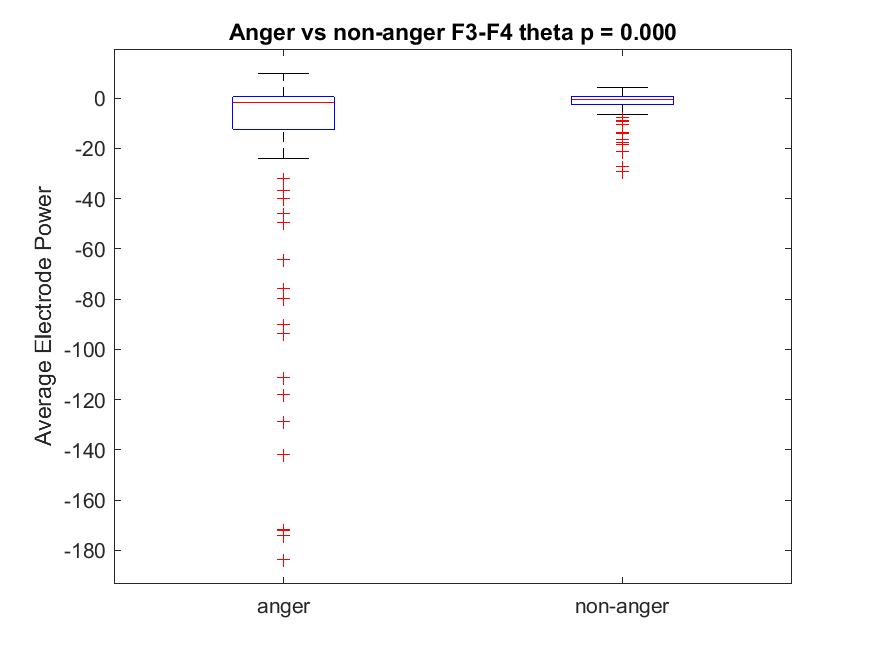 Anger vs non-anger F3-F4 theta p = 0.000
Average Electrode Power
0
-20
-40
-60
-80
-100
-120
-140
-160
-180
anger
non-anger